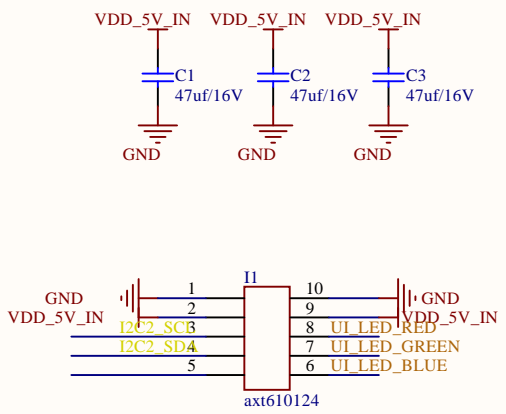 VDD_5V_IN VDD_5V_IN VDD_5V_IN
C1 C2 C3
47uf/16V 47uf/16V 47uf/16V
GND GND GND
I1
1 10
GND GND
2 9
VDD_5V_IN VDD_5V_IN
I2C2_SCL 3 8 UI_LED_RED
I2C2_SDA 4 7 UI_LED_GREEN
5 6 UI_LED_BLUE
axt610124